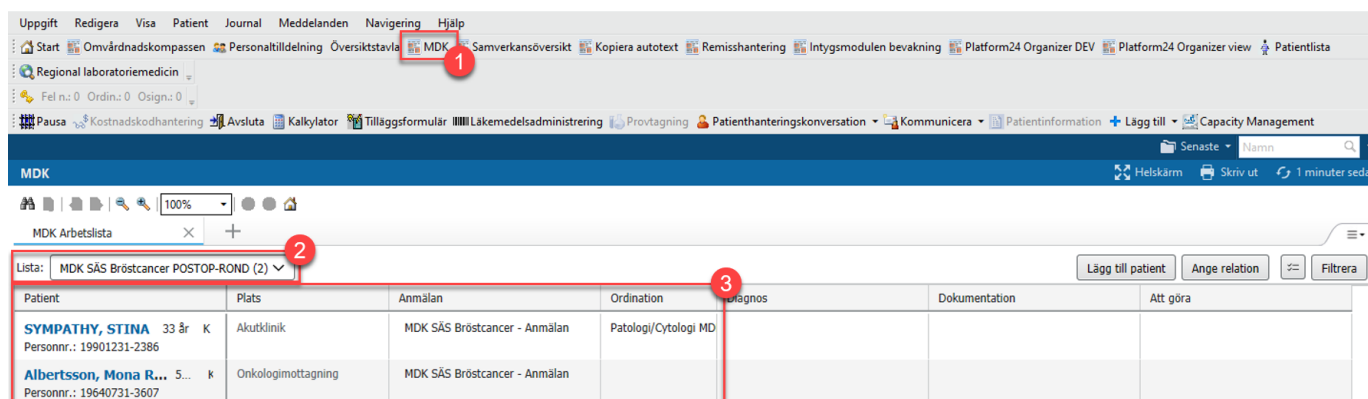 Uppgift Redigera Visa Patient Journal Meddelanden Navigering Hjälp
Start Omvårdnadskompassen Personaltilldelning Översiktstavla MDK Samverkansöversikt Kopiera autotext Remisshantering Intygsmodulen bevakning Platform24 Organizer DEV Platform24 Organizer view Patientlista
1
Regional laboratoriemedicin
Fel n.: 0 Ordin.: 0 Osign.: 0
Pausa Kostnadskodhantering Avsluta Kalkylator Tilläggsformulär Läkemedelsadministrering Provtagning Patienthanteringskonversation Kommunicera Patientinformation Lägg till Capacity Management
Senaste Namn
MDK Helskärm Skriv ut 1 minuter seda
100%
MDK Arbetslista
2
Lista: MDK SÄS Bröstcancer POSTOP-ROND (2) Lägg till patient Ange relation Filtrera
3
Patient Plats Anmälan Ordination Diagnos Dokumentation Att göra
SYMPATHY, STINA 33 år K Akutklinik MDK SÄS Bröstcancer - Anmälan Patologi/Cytologi MD
Personnr.: 19901231-2386
Albertsson, Mona R... 5... K Onkologimottagning MDK SÄS Bröstcancer - Anmälan
Personnr.: 19640731-3607